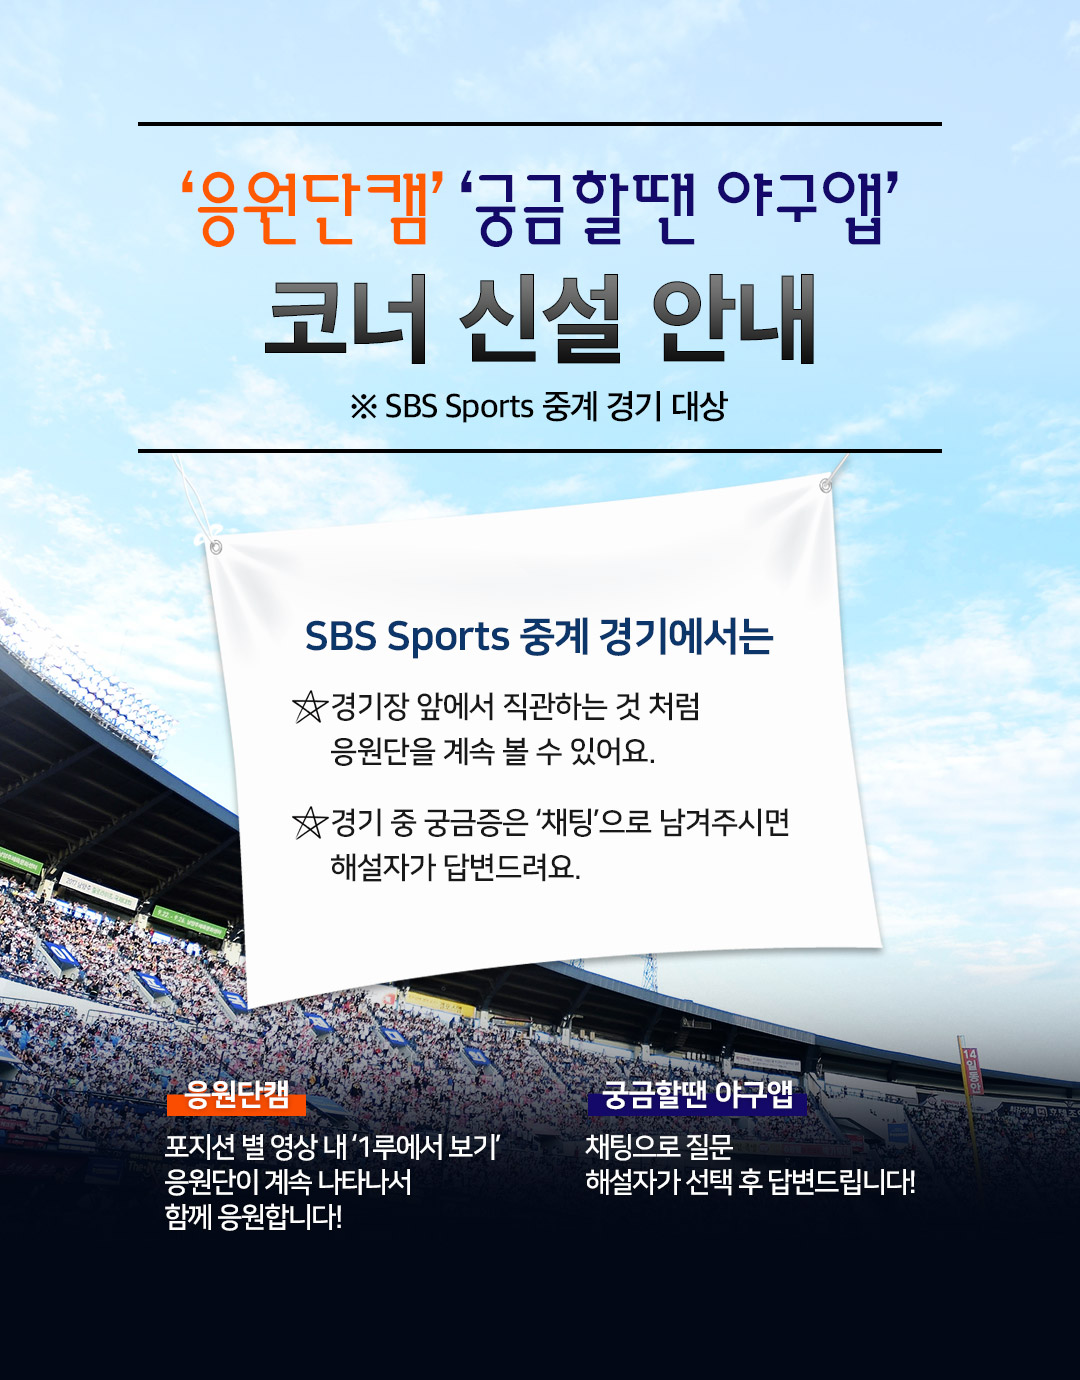 ‘응원단캠’ ‘궁금할땐 야구앱’
코너 신설 안내
※ SBS Sports 중계 경기 대상
SBS Sports 중계 경기에서는
☆경기장 앞에서 직관하는 것 처럼
응원단을 계속 볼 수 있어요.
☆경기 중 궁금증은 ‘채팅’으로 남겨주시면
해설자가 답변드려요.
14일동안
응원단캠
포지션 별 영상 내 ‘1루에서 보기’
응원단이 계속 나타나서
함께 응원합니다!
궁금할땐 야구앱
채팅으로 질문
해설자가 선택 후 답변드립니다!